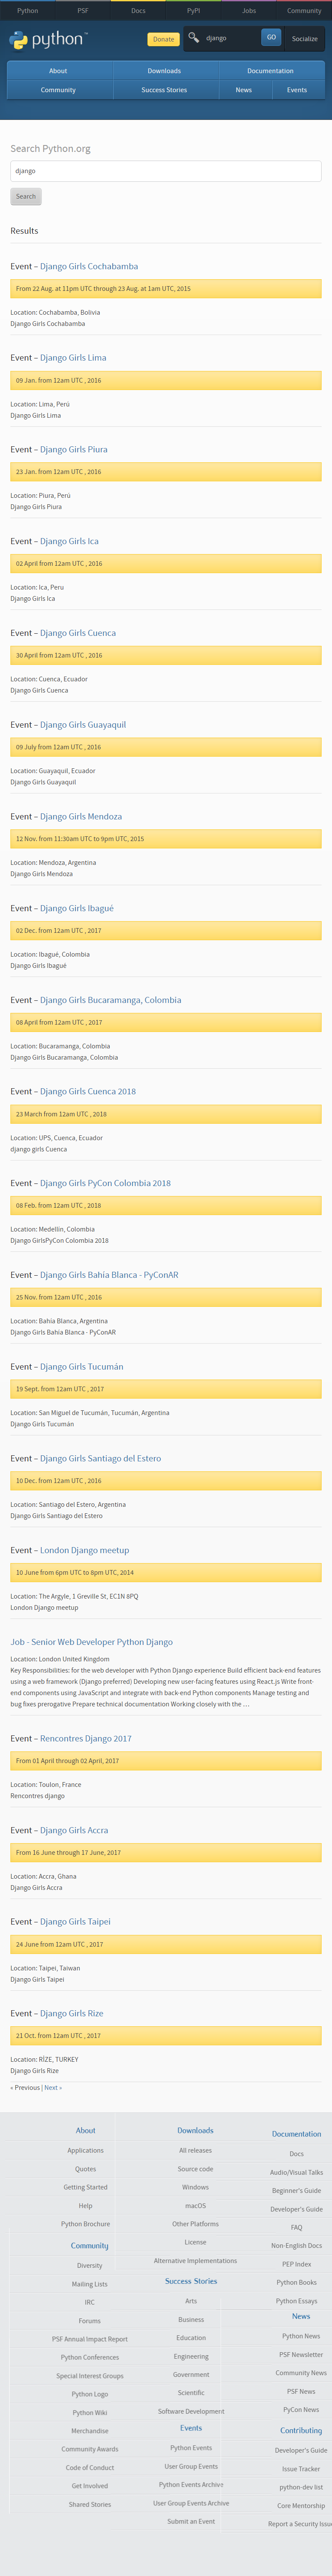 Python
PSF
Docs
PyPI
Jobs
Community
python™
Donate
django
GO
Socialize
About
Downloads
Documentation
Community
Success Stories
News
Events
Search Python.org
django
Search
Results
Event – Django Girls Cochabamba
From 22 Aug. at 11pm UTC through 23 Aug. at 1am UTC, 2015
Location: Cochabamba, Bolivia
Django Girls Cochabamba
Event – Django Girls Lima
09 Jan. from 12am UTC , 2016
Location: Lima, Perú
Django Girls Lima
Event – Django Girls Piura
23 Jan. from 12am UTC , 2016
Location: Piura, Perú
Django Girls Piura
Event – Django Girls Ica
02 April from 12am UTC , 2016
Location: Ica, Peru
Django Girls Ica
Event – Django Girls Cuenca
30 April from 12am UTC , 2016
Location: Cuenca, Ecuador
Django Girls Cuenca
Event – Django Girls Guayaquil
09 July from 12am UTC , 2016
Location: Guayaquil, Ecuador
Django Girls Guayaquil
Event – Django Girls Mendoza
12 Nov. from 11:30am UTC to 9pm UTC, 2015
Location: Mendoza, Argentina
Django Girls Mendoza
Event – Django Girls Ibagué
02 Dec. from 12am UTC , 2017
Location: Ibagué, Colombia
Django Girls Ibagué
Event – Django Girls Bucaramanga, Colombia
08 April from 12am UTC , 2017
Location: Bucaramanga, Colombia
Django Girls Bucaramanga, Colombia
Event – Django Girls Cuenca 2018
23 March from 12am UTC , 2018
Location: UPS, Cuenca, Ecuador
django girls Cuenca
Event – Django Girls PyCon Colombia 2018
08 Feb. from 12am UTC , 2018
Location: Medellín, Colombia
Django GirlsPyCon Colombia 2018
Event – Django Girls Bahía Blanca - PyConAR
25 Nov. from 12am UTC , 2016
Location: Bahía Blanca, Argentina
Django Girls Bahía Blanca - PyConAR
Event – Django Girls Tucumán
19 Sept. from 12am UTC , 2017
Location: San Miguel de Tucumán, Tucumán, Argentina
Django Girls Tucumán
Event – Django Girls Santiago del Estero
10 Dec. from 12am UTC , 2016
Location: Santiago del Estero, Argentina
Django Girls Santiago del Estero
Event – London Django meetup
10 June from 6pm UTC to 8pm UTC, 2014
Location: The Argyle, 1 Greville St, EC1N 8PQ
London Django meetup
Job - Senior Web Developer Python Django
Location: London United Kingdom
Key Responsibilities: for the web developer with Python Django experience Build efficient back-end features
using a web framework (Django preferred) Developing new user-facing features using React.js Write front-
end components using JavaScript and integrate with back-end Python components Manage testing and
bug fixes prerogative Prepare technical documentation Working closely with the …
Event – Rencontres Django 2017
From 01 April through 02 April, 2017
Location: Toulon, France
Rencontres django
Event – Django Girls Accra
From 16 June through 17 June, 2017
Location: Accra, Ghana
Django Girls Accra
Event – Django Girls Taipei
24 June from 12am UTC , 2017
Location: Taipei, Taiwan
Django Girls Taipei
Event – Django Girls Rize
21 Oct. from 12am UTC , 2017
Location: RİZE, TURKEY
Django Girls Rize
« Previous | Next »
About
Applications
Quotes
Getting Started
Help
Python Brochure
Downloads
All releases
Source code
Windows
macOS
Other Platforms
License
Alternative Implementations
Documentation
Docs
Audio/Visual Talks
Beginner's Guide
Developer's Guide
FAQ
Non-English Docs
PEP Index
Python Books
Python Essays
Community
Diversity
Mailing Lists
IRC
Forums
PSF Annual Impact Report
Python Conferences
Special Interest Groups
Python Logo
Python Wiki
Merchandise
Community Awards
Code of Conduct
Get Involved
Shared Stories
Success Stories
Arts
Business
Education
Engineering
Government
Scientific
Software Development
News
Python News
PSF Newsletter
Community News
PSF News
PyCon News
Events
Python Events
User Group Events
Python Events Archive
User Group Events Archive
Submit an Event
Contributing
Developer's Guide
Issue Tracker
python-dev list
Core Mentorship
Report a Security Issue